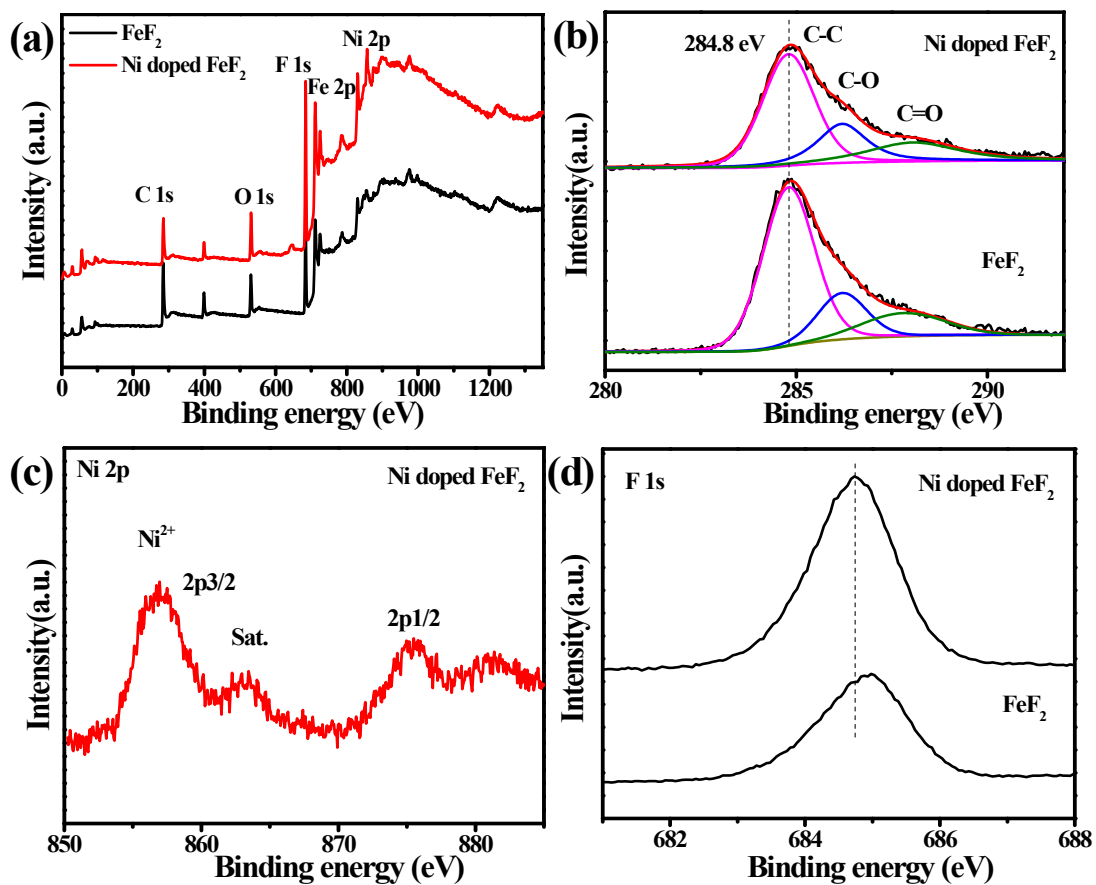 (a)
FeF₂
Ni doped FeF₂
Ni 2p
F 1s
Fe 2p
C 1s
O 1s
Intensity (a.u.)
0 200 400 600 800 1000 1200
Binding energy (eV)
(b)
284.8 eV
C-C
Ni doped FeF₂
C-O
C=O
FeF₂
Intensity (a.u.)
280 285 290
Binding energy (eV)
(c)
Ni 2p
Ni doped FeF₂
Ni²⁺
2p3/2
Sat.
2p1/2
Intensity(a.u.)
850 860 870 880
Binding energy (eV)
(d)
F 1s
Ni doped FeF₂
FeF₂
Intensity(a.u.)
682 684 686 688
Binding energy (eV)